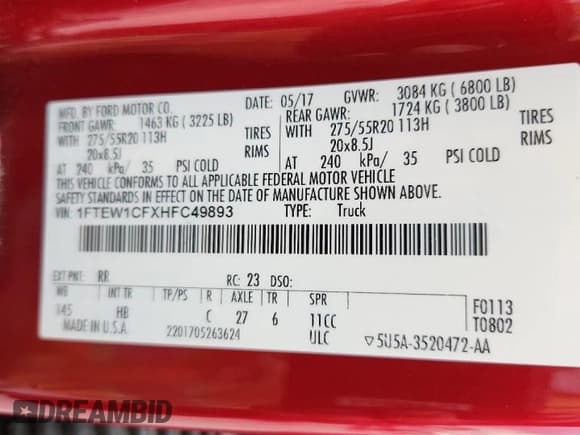 MFD. BY FORD MOTOR CO. DATE: 05/17 GVWR: 3084 KG ( 6800 LB)
FRONT GAWR: 1463 KG ( 3225 LB) REAR GAWR: 1724 KG ( 3800 LB)
WITH 275/55R20 113H TIRES WITH 275/55R20 113H TIRES
20x8.5J RIMS 20x8.5J RIMS
AT 240 kPa/ 35 PSI COLD AT 240 kPa/ 35 PSI COLD
THIS VEHICLE CONFORMS TO ALL APPLICABLE FEDERAL MOTOR VEHICLE
SAFETY STANDARDS IN EFFECT ON THE DATE OF MANUFACTURE SHOWN ABOVE.
VIN: 1FTEW1CFXHFC49893 TYPE: Truck
EXT PNT: RR RC: 23 DSO:
WB INT TR TP/PS R AXLE TR SPR F0113
145 HB C 27 6 11CC T0802
MADE IN U.S.A. 2201705263624 ULC 5U5A-3520472-AA
DREAMBID